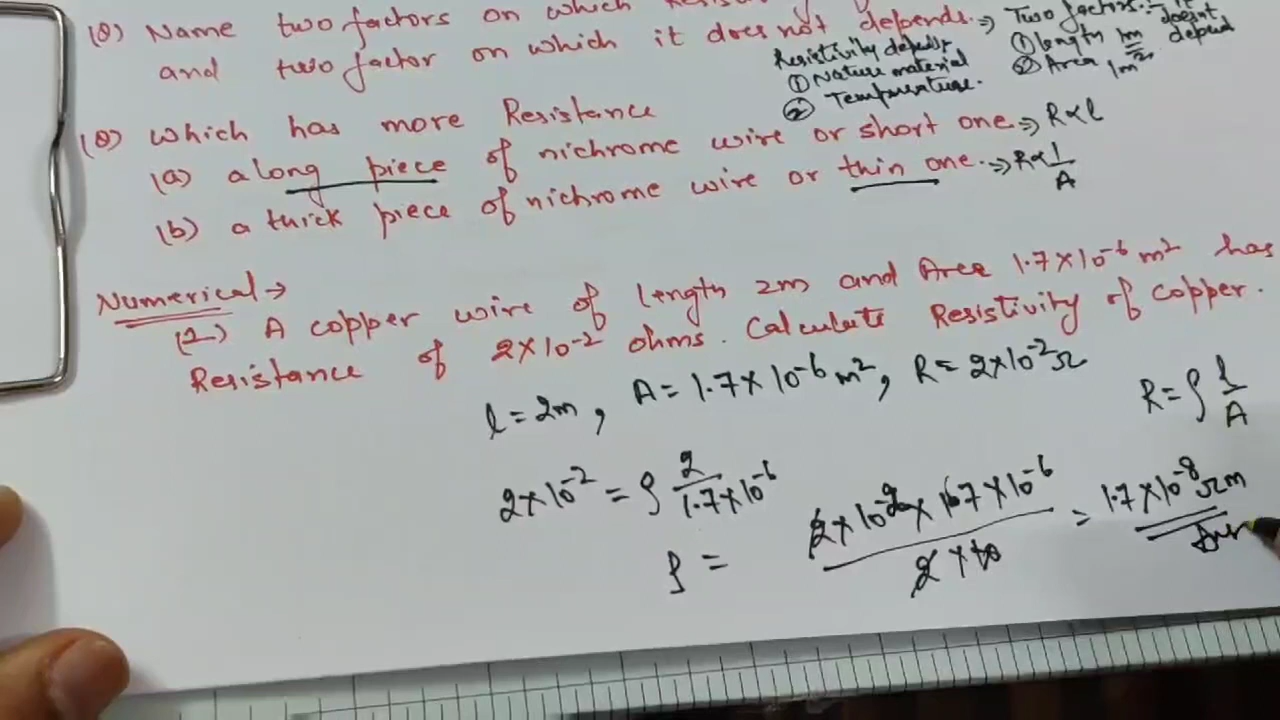 (Q) Name two factors on which
and two factor on which it does not depends. ⇒ Two factors:- it doesnt depend
Resistivity depends
① Nature material
② Temperature.
① length 1m
② Area 1m²
(Q) which has more Resistance
(a) a long piece of nichrome wire or short one. ⇒ R∝l
(b) a thick piece of nichrome wire or thin one. ⇒ R∝ 1/A
Numerical →
(2.) A copper wire of length 2m and Area 1.7×10⁻⁶ m² has
Resistance of 2×10⁻² ohms. Calculate Resistivity of copper.
l = 2m, A = 1.7×10⁻⁶ m², R = 2×10⁻² Ω
R = ρ l/A
2×10⁻² = ρ 2/1.7×10⁻⁶
ρ = 2×10⁻² × 1.7×10⁻⁶ / 2 × 10 = 1.7×10⁻⁸ Ωm